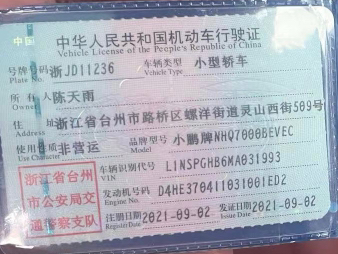 中国
中华人民共和国机动车行驶证
Vehicle License of the People's Republic of China
号牌号码 浙JD11236 车辆类型 小型轿车
Plate No. Vehicle Type
所有人 陈天雨
Owner
住址 浙江省台州市路桥区螺洋街道灵山西街509号
Address
使用性质 非营运 品牌型号 小鹏牌NHQ7000BEVEC
Use Character Model
浙江省台州
市公安局交
通警察支队
车辆识别代号 L1NSPGHB6MA031993
VIN
发动机号码 D4HE370411031001ED2
Engine No.
注册日期 2021-09-02 发证日期 2021-09-02
Register Date Issue Date